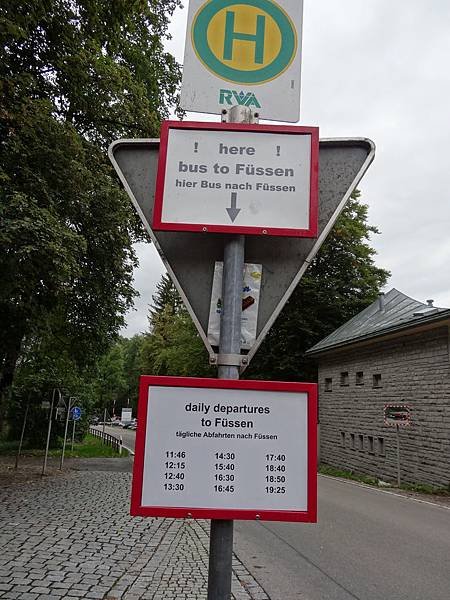 H
RVA
! here !
bus to Füssen
hier Bus nach Füssen
daily departures
to Füssen
tägliche Abfahrten nach Füssen
11:46 14:30 17:40
12:15 15:40 18:40
12:40 16:30 18:50
13:30 16:45 19:25